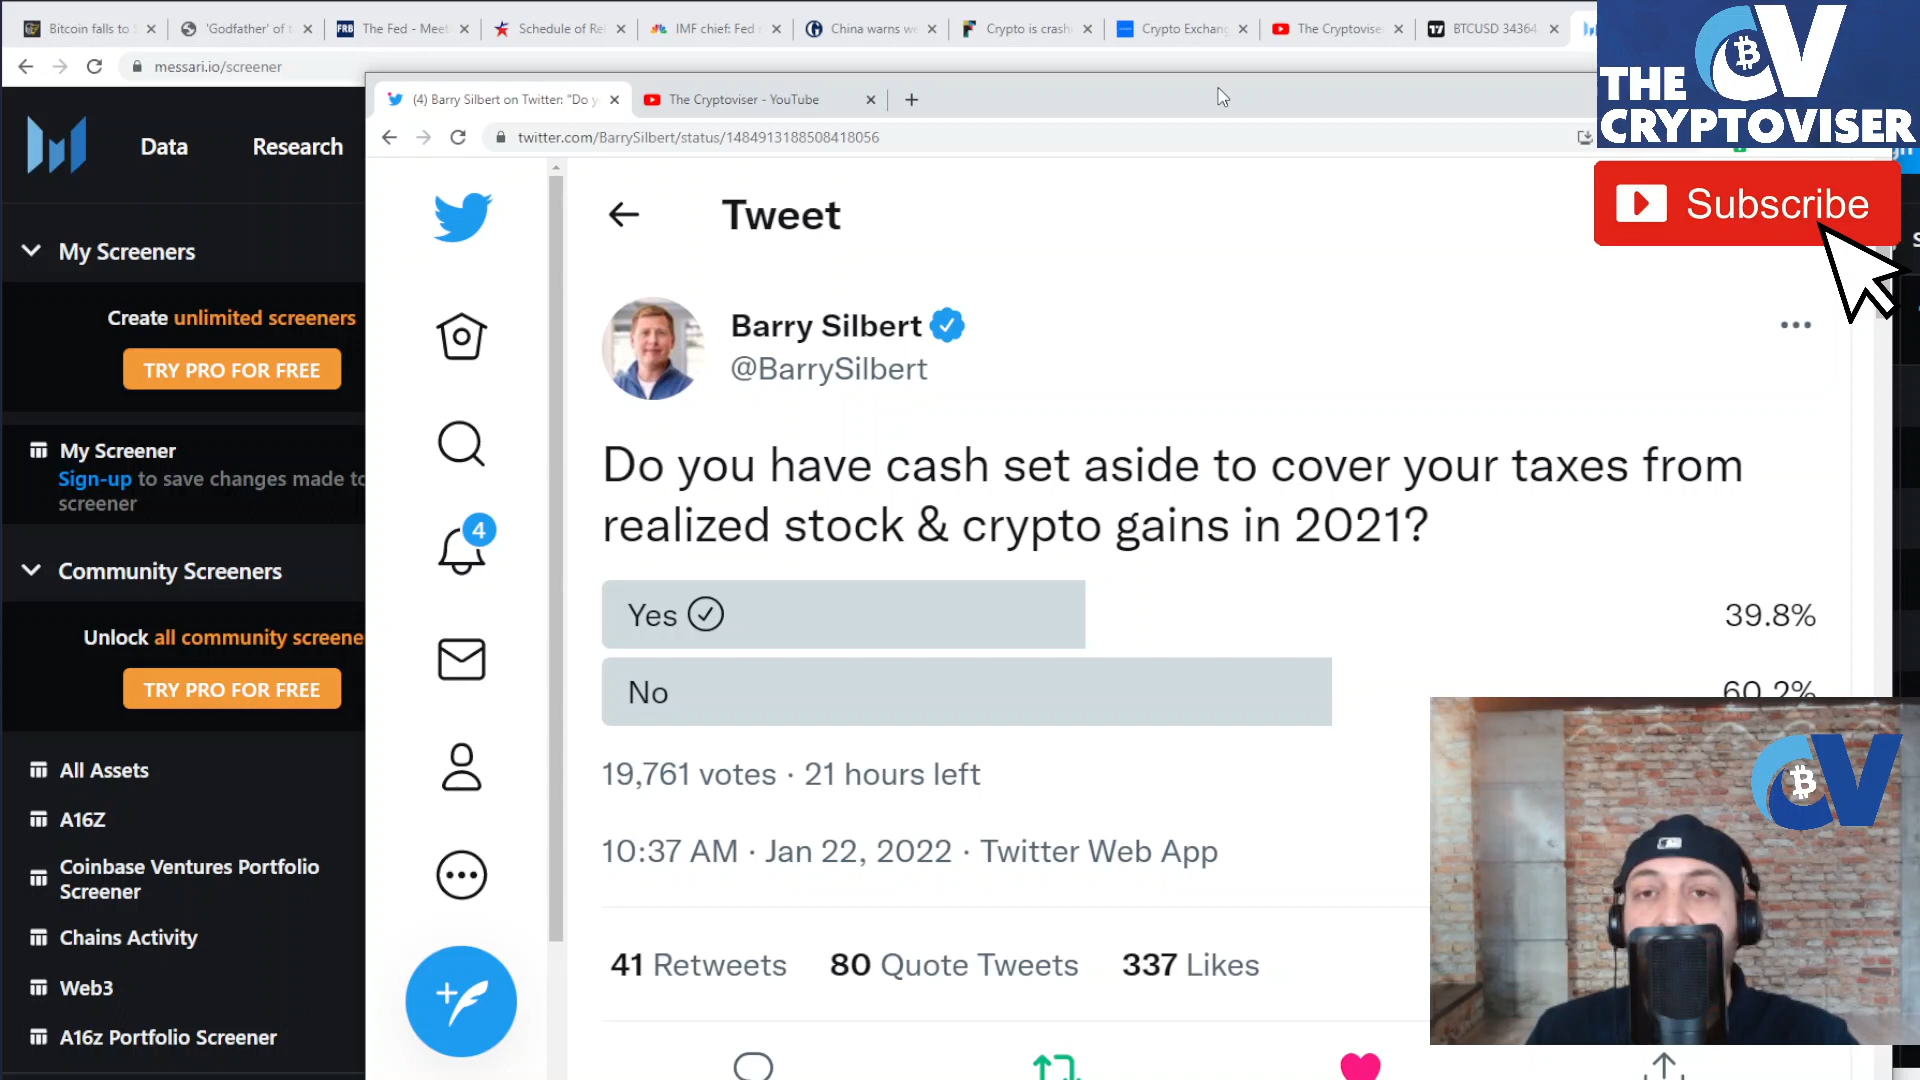 Bitcoin falls to
'Godfather' of t
The Fed - Meet
Schedule of Rel
IMF chief: Fed r
China warns we
Crypto is crash
Crypto Exchang
The Cryptovise
BTCUSD 34364
messari.io/screener
(4) Barry Silbert on Twitter: "Do y
The Cryptoviser - YouTube
twitter.com/BarrySilbert/status/1484913188508418056
THE
CRYPTOVISER
CV
Subscribe
Data
Research
My Screeners
Create unlimited screeners
TRY PRO FOR FREE
My Screener
Sign-up to save changes made to
screener
Community Screeners
Unlock all community screene
TRY PRO FOR FREE
All Assets
A16Z
Coinbase Ventures Portfolio
Screener
Chains Activity
Web3
A16z Portfolio Screener
4
Tweet
Barry Silbert
@BarrySilbert
Do you have cash set aside to cover your taxes from
realized stock & crypto gains in 2021?
Yes 39.8%
No 60.2%
19,761 votes · 21 hours left
10:37 AM · Jan 22, 2022 · Twitter Web App
41 Retweets 80 Quote Tweets 337 Likes
CV